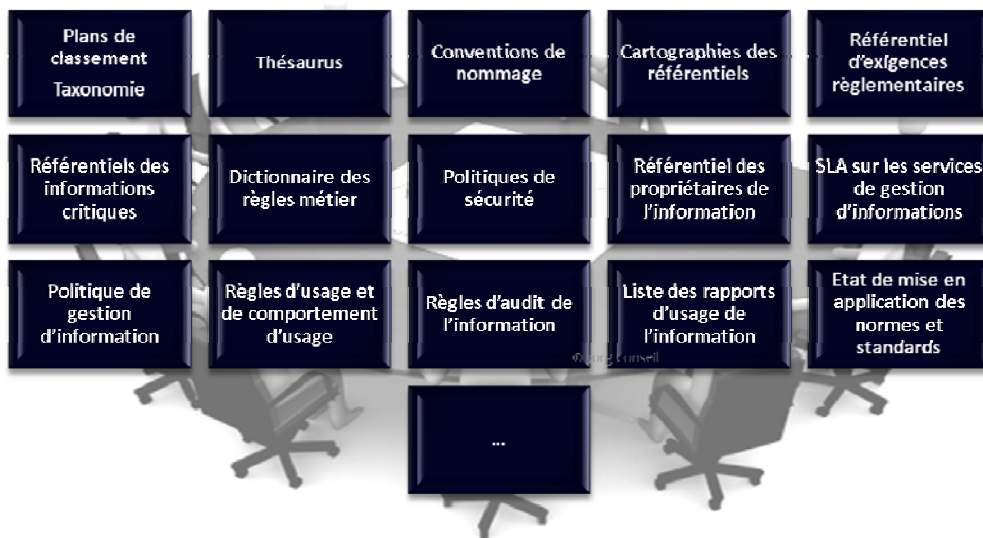 Plans de
classement
Taxonomie
Thésaurus
Conventions de
nommage
Cartographies des
référentiels
Référentiel
d'exigences
règlementaires
Référentiels des
informations
critiques
Dictionnaire des
règles métier
Politiques de
sécurité
Référentiel des
propriétaires de
l'information
SLA sur les services
de gestion
d'informations
Politique de
gestion
d'information
Règles d'usage et
de comportement
d'usage
Règles d'audit de
l'information
Liste des rapports
d'usage de
l'information
Etat de mise en
application des
normes et
standards
Conseil
...